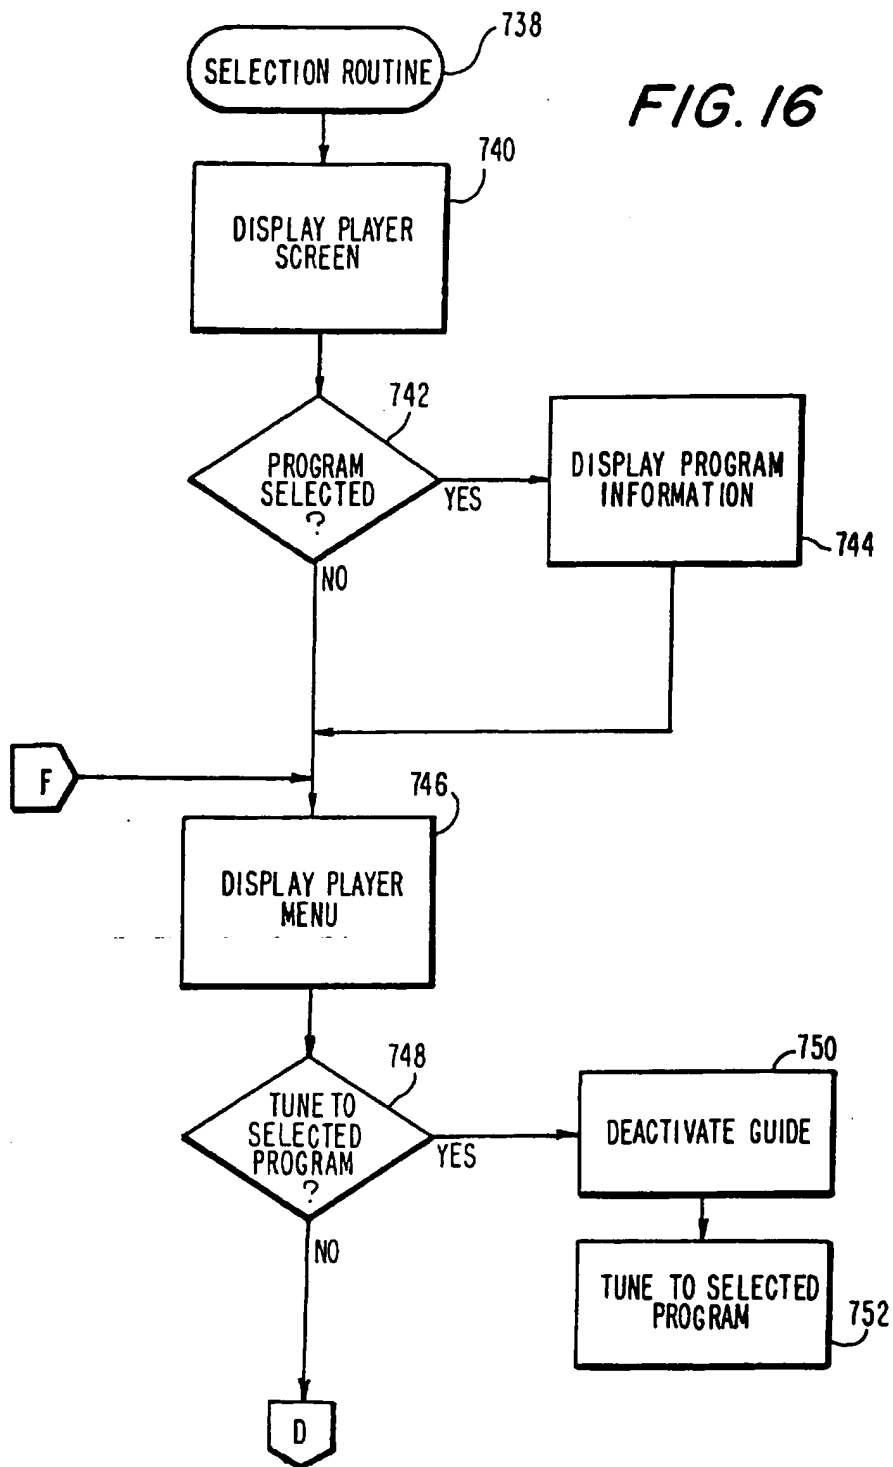 738
SELECTION ROUTINE
FIG. 16
740
DISPLAY PLAYER
SCREEN
742
PROGRAM
SELECTED
?
YES
NO
DISPLAY PROGRAM
INFORMATION
744
F
746
DISPLAY PLAYER
MENU
748
TUNE TO
SELECTED
PROGRAM
?
YES
NO
750
DEACTIVATE GUIDE
TUNE TO SELECTED
PROGRAM
752
D